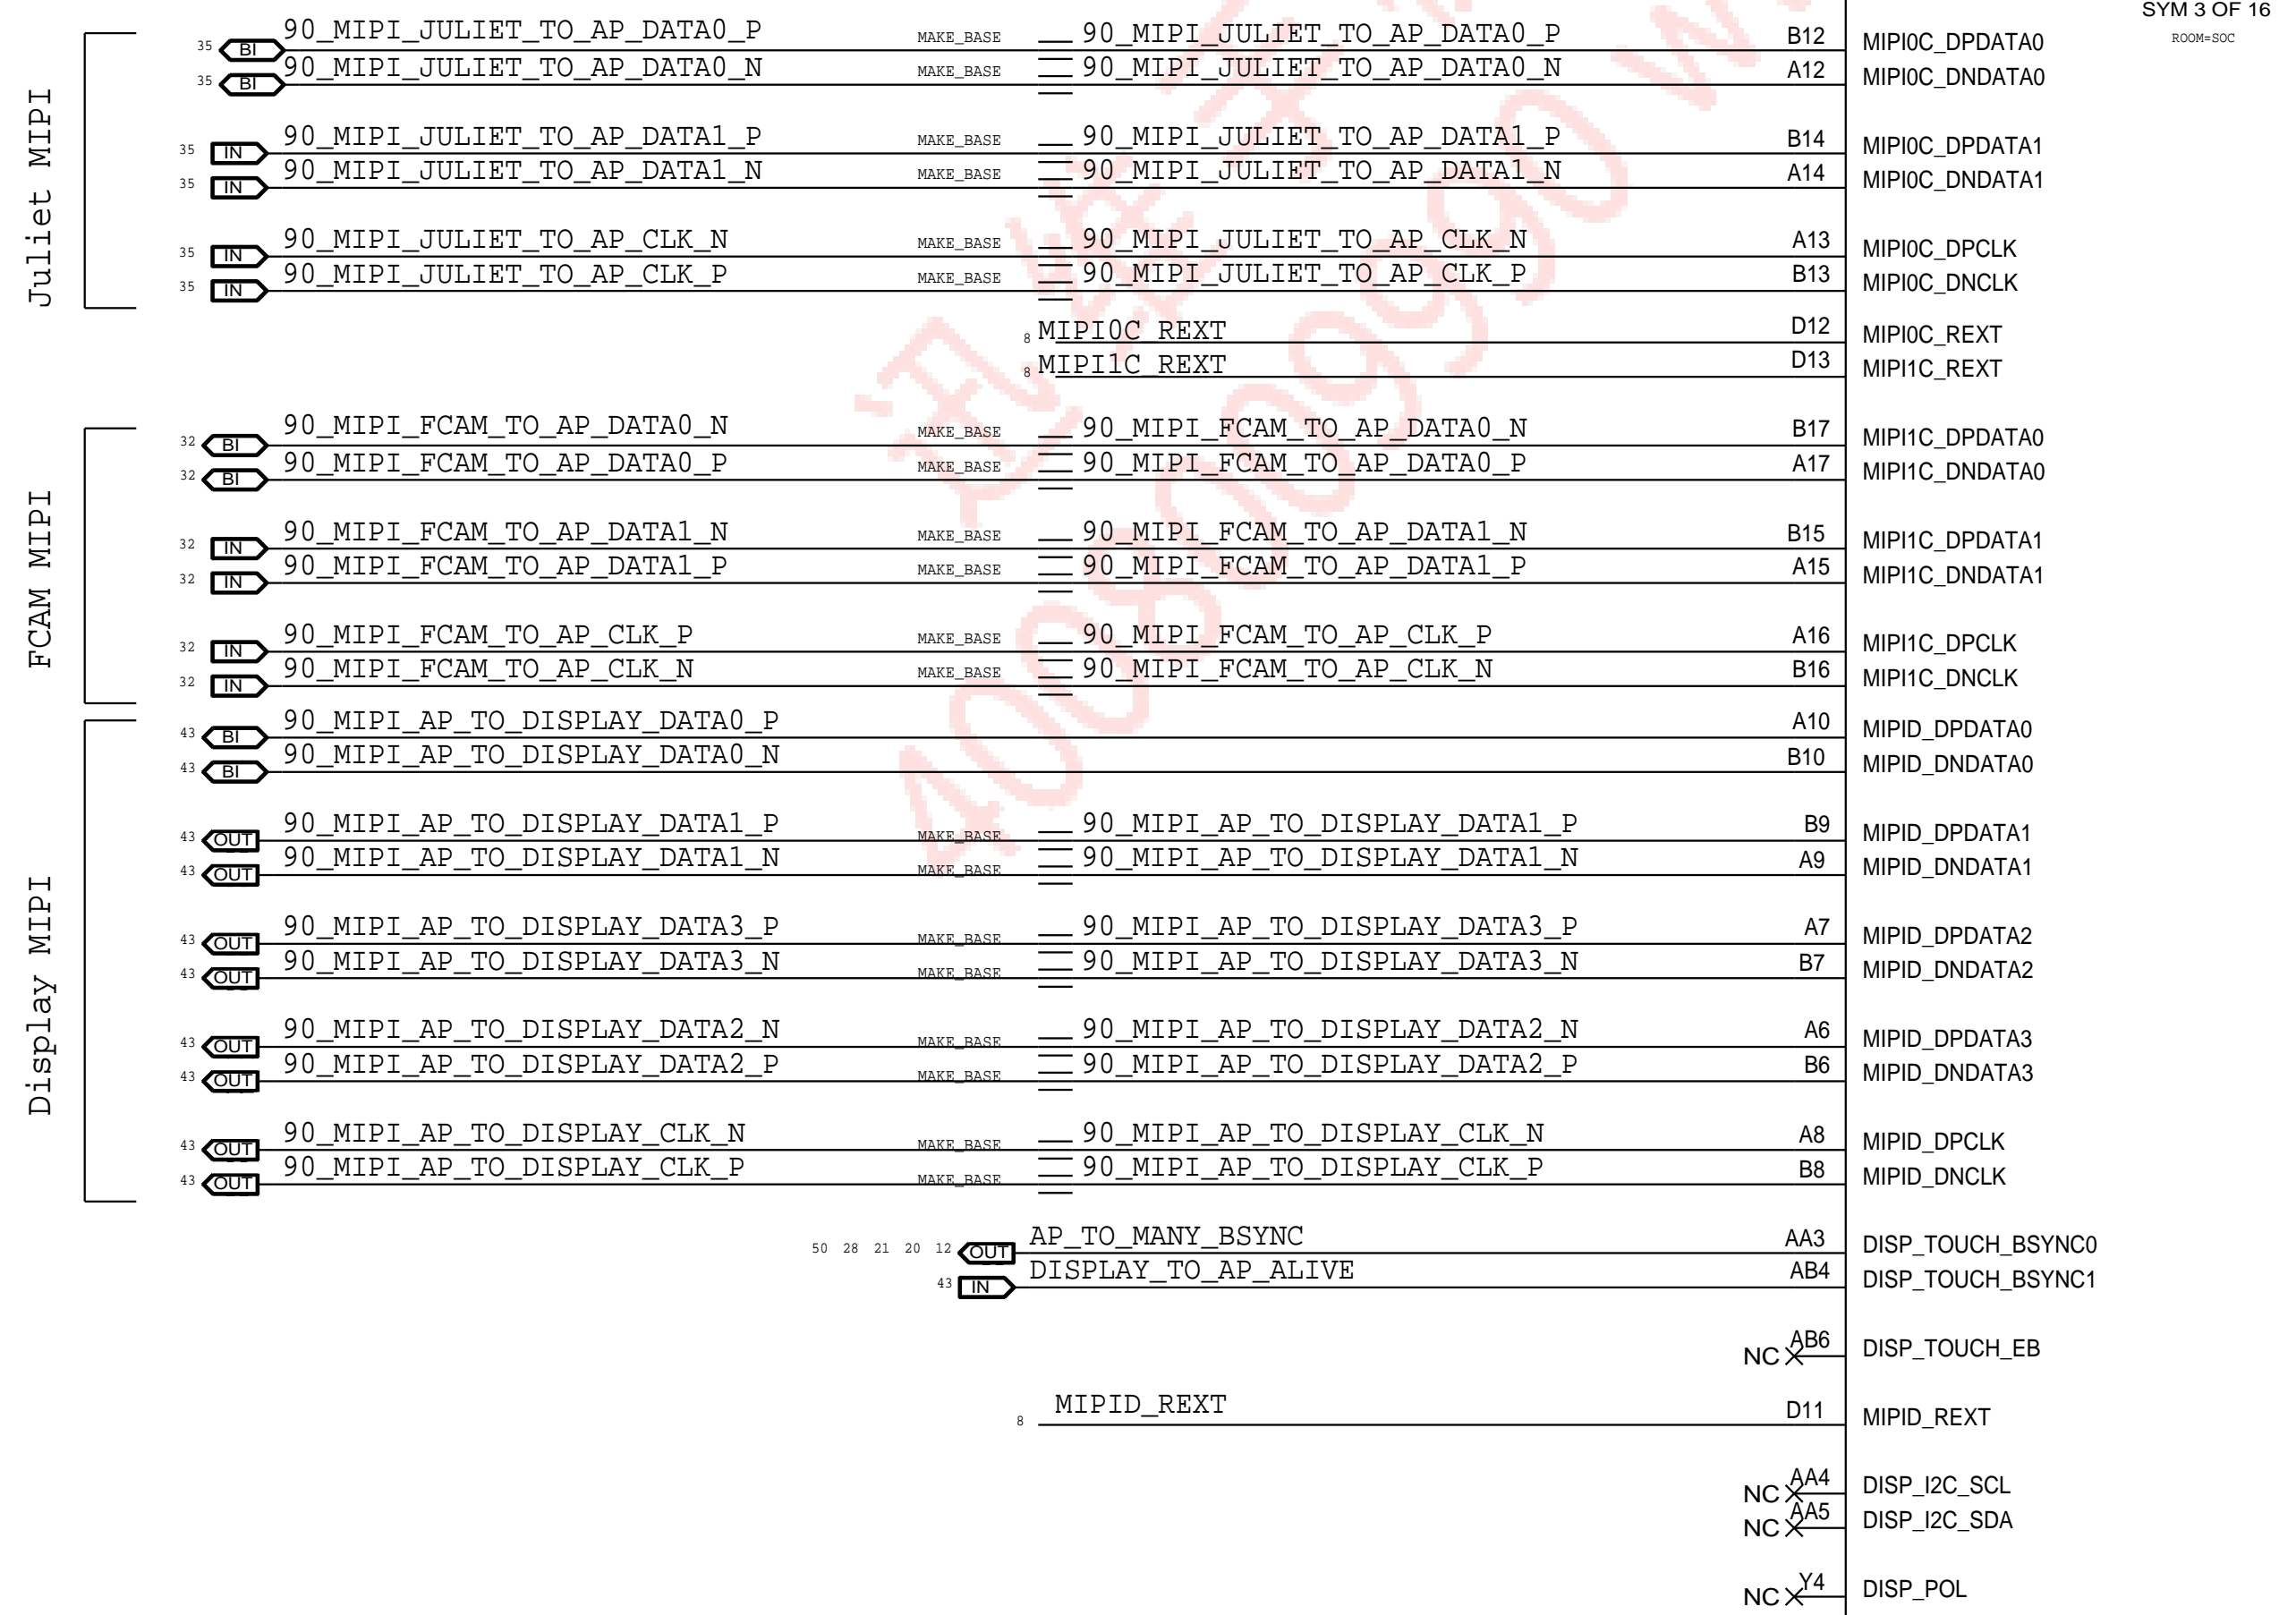 SYM 3 OF 16
ROOM=SOC
Juliet MIPI
35 BI 90_MIPI_JULIET_TO_AP_DATA0_P MAKE_BASE 90_MIPI_JULIET_TO_AP_DATA0_P B12 MIPI0C_DPDATA0
35 BI 90_MIPI_JULIET_TO_AP_DATA0_N MAKE_BASE 90_MIPI_JULIET_TO_AP_DATA0_N A12 MIPI0C_DNDATA0
35 IN 90_MIPI_JULIET_TO_AP_DATA1_P MAKE_BASE 90_MIPI_JULIET_TO_AP_DATA1_P B14 MIPI0C_DPDATA1
35 IN 90_MIPI_JULIET_TO_AP_DATA1_N MAKE_BASE 90_MIPI_JULIET_TO_AP_DATA1_N A14 MIPI0C_DNDATA1
35 IN 90_MIPI_JULIET_TO_AP_CLK_N MAKE_BASE 90_MIPI_JULIET_TO_AP_CLK_N A13 MIPI0C_DPCLK
35 IN 90_MIPI_JULIET_TO_AP_CLK_P MAKE_BASE 90_MIPI_JULIET_TO_AP_CLK_P B13 MIPI0C_DNCLK
8 MIPI0C_REXT D12 MIPI0C_REXT
8 MIPI1C_REXT D13 MIPI1C_REXT
FCAM MIPI
32 BI 90_MIPI_FCAM_TO_AP_DATA0_N MAKE_BASE 90_MIPI_FCAM_TO_AP_DATA0_N B17 MIPI1C_DPDATA0
32 BI 90_MIPI_FCAM_TO_AP_DATA0_P MAKE_BASE 90_MIPI_FCAM_TO_AP_DATA0_P A17 MIPI1C_DNDATA0
32 IN 90_MIPI_FCAM_TO_AP_DATA1_N MAKE_BASE 90_MIPI_FCAM_TO_AP_DATA1_N B15 MIPI1C_DPDATA1
32 IN 90_MIPI_FCAM_TO_AP_DATA1_P MAKE_BASE 90_MIPI_FCAM_TO_AP_DATA1_P A15 MIPI1C_DNDATA1
32 IN 90_MIPI_FCAM_TO_AP_CLK_P MAKE_BASE 90_MIPI_FCAM_TO_AP_CLK_P A16 MIPI1C_DPCLK
32 IN 90_MIPI_FCAM_TO_AP_CLK_N MAKE_BASE 90_MIPI_FCAM_TO_AP_CLK_N B16 MIPI1C_DNCLK
Display MIPI
43 BI 90_MIPI_AP_TO_DISPLAY_DATA0_P A10 MIPID_DPDATA0
43 BI 90_MIPI_AP_TO_DISPLAY_DATA0_N B10 MIPID_DNDATA0
43 OUT 90_MIPI_AP_TO_DISPLAY_DATA1_P MAKE_BASE 90_MIPI_AP_TO_DISPLAY_DATA1_P B9 MIPID_DPDATA1
43 OUT 90_MIPI_AP_TO_DISPLAY_DATA1_N MAKE_BASE 90_MIPI_AP_TO_DISPLAY_DATA1_N A9 MIPID_DNDATA1
43 OUT 90_MIPI_AP_TO_DISPLAY_DATA3_P MAKE_BASE 90_MIPI_AP_TO_DISPLAY_DATA3_P A7 MIPID_DPDATA2
43 OUT 90_MIPI_AP_TO_DISPLAY_DATA3_N MAKE_BASE 90_MIPI_AP_TO_DISPLAY_DATA3_N B7 MIPID_DNDATA2
43 OUT 90_MIPI_AP_TO_DISPLAY_DATA2_N MAKE_BASE 90_MIPI_AP_TO_DISPLAY_DATA2_N A6 MIPID_DPDATA3
43 OUT 90_MIPI_AP_TO_DISPLAY_DATA2_P MAKE_BASE 90_MIPI_AP_TO_DISPLAY_DATA2_P B6 MIPID_DNDATA3
43 OUT 90_MIPI_AP_TO_DISPLAY_CLK_N MAKE_BASE 90_MIPI_AP_TO_DISPLAY_CLK_N A8 MIPID_DPCLK
43 OUT 90_MIPI_AP_TO_DISPLAY_CLK_P MAKE_BASE 90_MIPI_AP_TO_DISPLAY_CLK_P B8 MIPID_DNCLK
50 28 21 20 12 OUT AP_TO_MANY_BSYNC AA3 DISP_TOUCH_BSYNC0
43 IN DISPLAY_TO_AP_ALIVE AB4 DISP_TOUCH_BSYNC1
NC AB6 DISP_TOUCH_EB
8 MIPID_REXT D11 MIPID_REXT
NC AA4 DISP_I2C_SCL
NC AA5 DISP_I2C_SDA
NC Y4 DISP_POL
迅维
4008009990 w